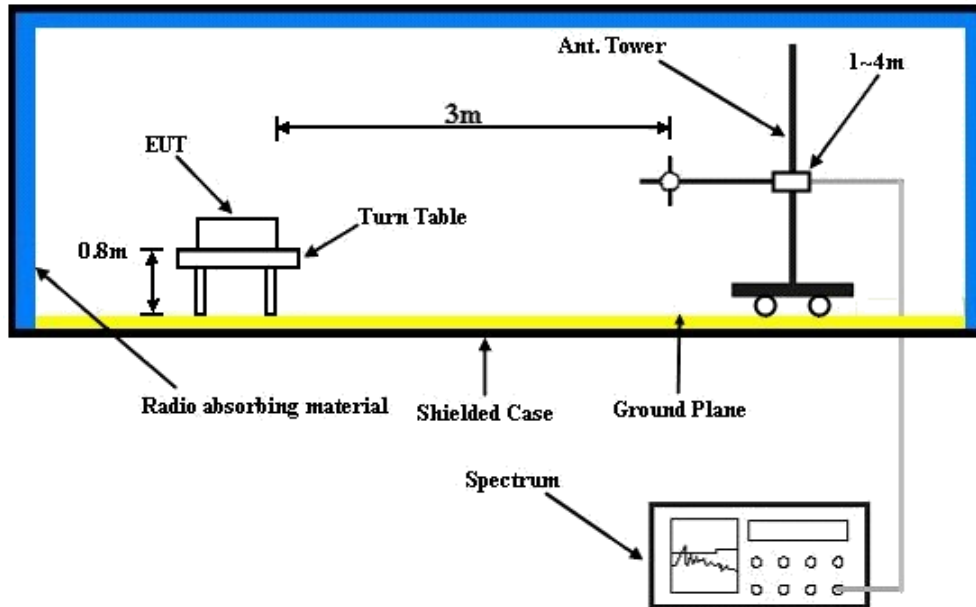 Ant. Tower
1~4m
3m
EUT
Turn Table
0.8m
Radio absorbing material
Shielded Case
Ground Plane
Spectrum